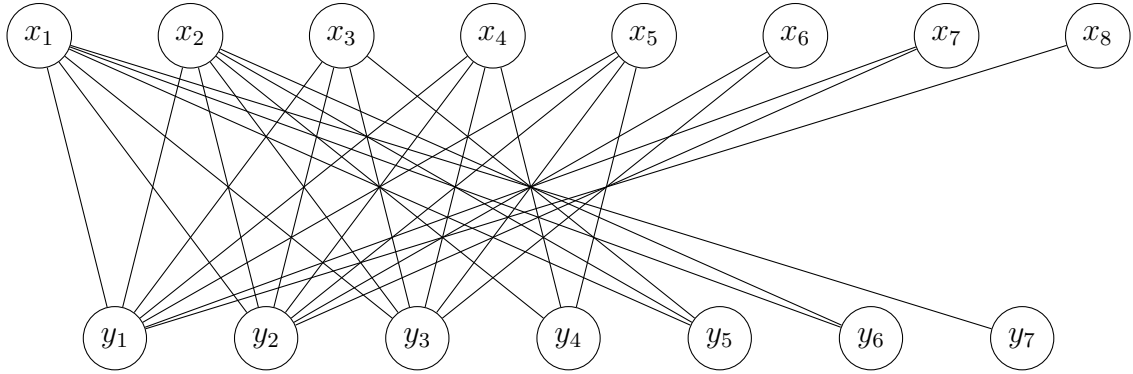 x₁ x₂ x₃ x₄ x₅ x₆ x₇ x₈
y₁ y₂ y₃ y₄ y₅ y₆ y₇